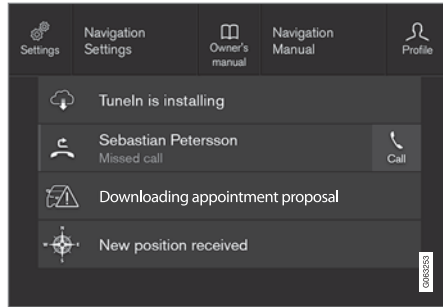 Settings
Navigation
Settings
Owner's
manual
Navigation
Manual
Profile
TuneIn is installing
Sebastian Petersson
Missed call
Call
Downloading appointment proposal
New position received
G063253